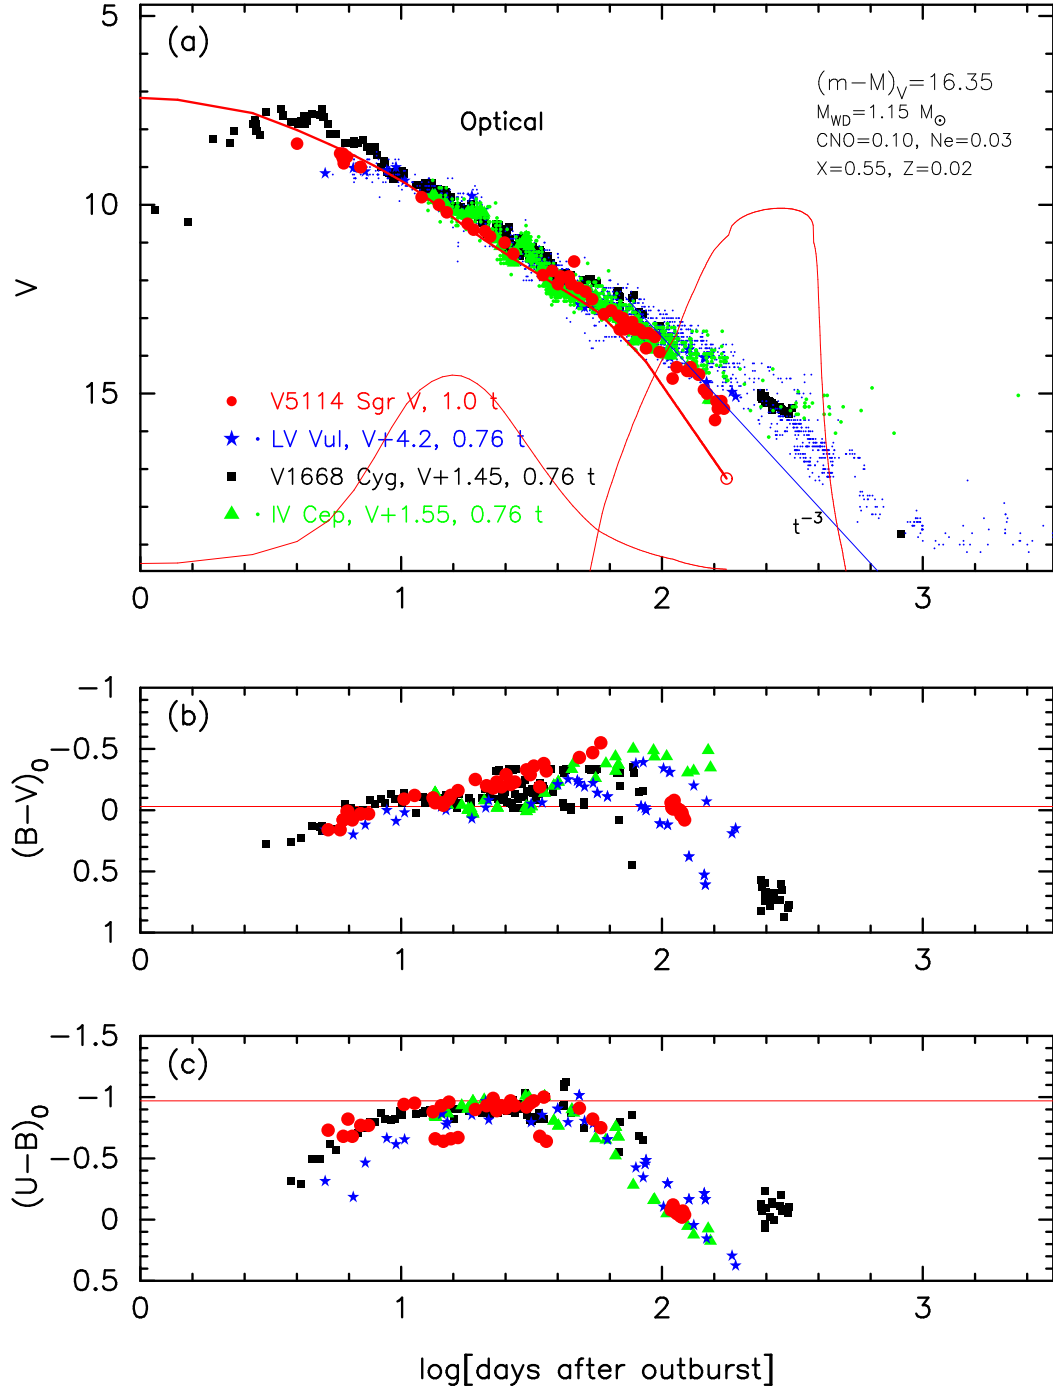 5
(a)
(m−M)V=16.35
MWD=1.15 M⊙
CNO=0.10, Ne=0.03
X=0.55, Z=0.02
Optical
10
V
15
V5114 Sgr V, 1.0 t
LV Vul, V+4.2, 0.76 t
V1668 Cyg, V+1.45, 0.76 t
IV Cep, V+1.55, 0.76 t
t−3
0 1 2 3
−1
(b)
−0.5
(B−V)0
0
0.5
1
0 1 2 3
−1.5
(c)
−1
(U−B)0
−0.5
0
0.5
0 1 2 3
log[days after outburst]